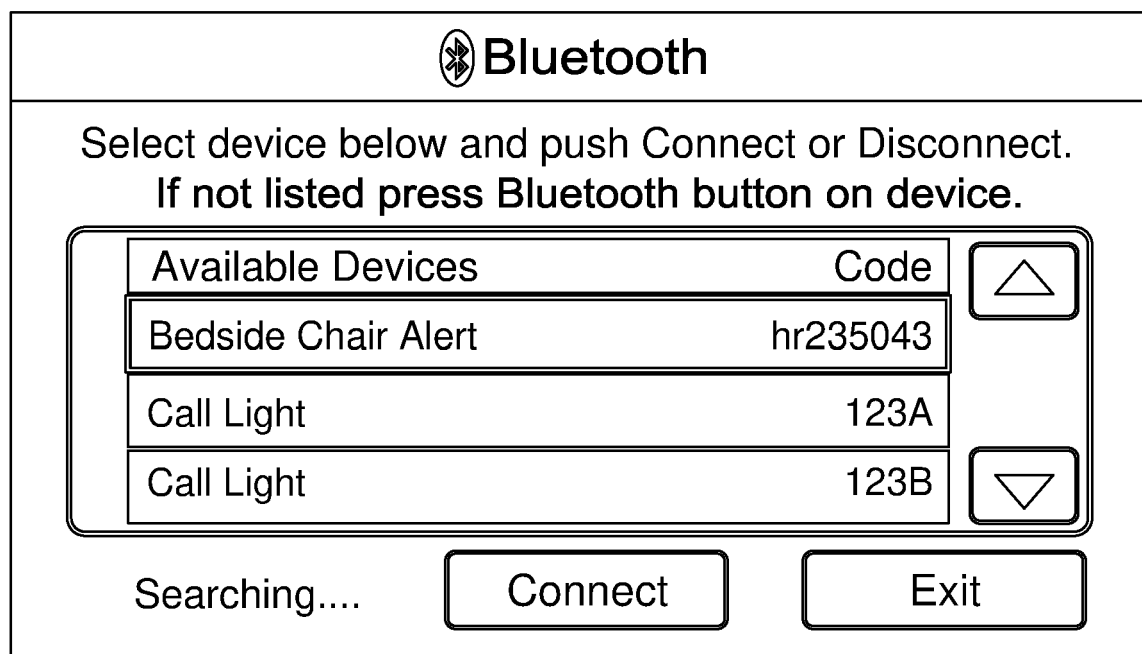 Bluetooth
Select device below and push Connect or Disconnect.
If not listed press Bluetooth button on device.
Available Devices Code
Bedside Chair Alert hr235043
Call Light 123A
Call Light 123B
Searching.... Connect Exit